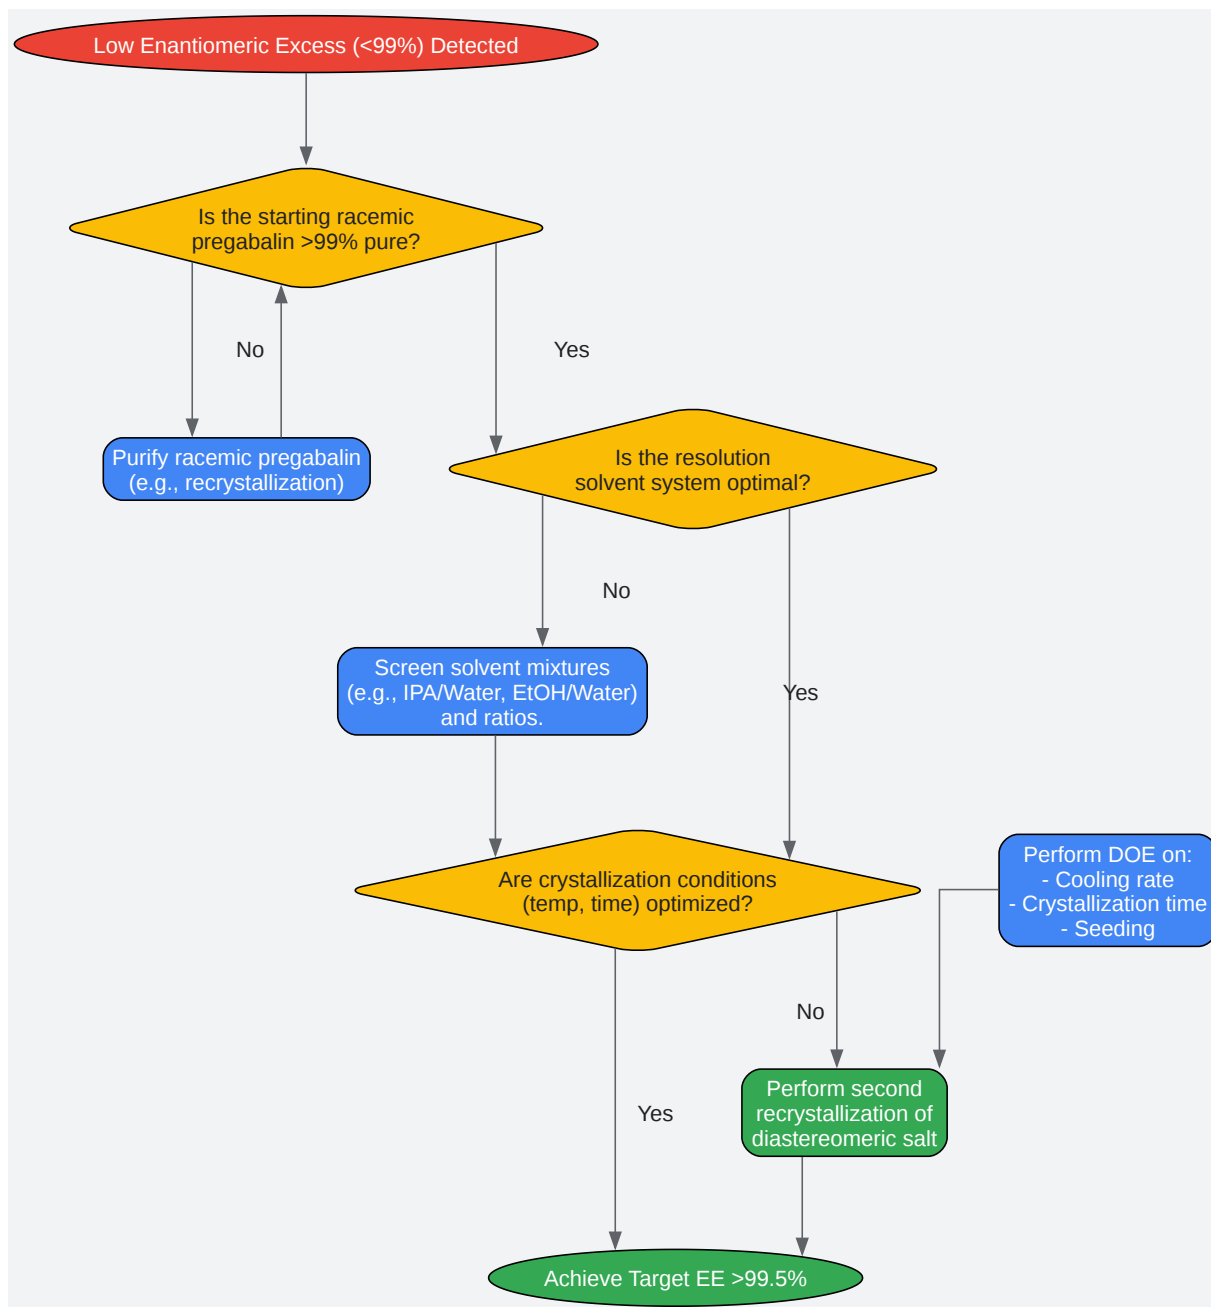 Low Enantiomeric Excess (<99%) Detected
Is the starting racemic
pregabalin >99% pure?
No
Yes
Purify racemic pregabalin
(e.g., recrystallization)
Is the resolution
solvent system optimal?
No
Screen solvent mixtures
(e.g., IPA/Water, EtOH/Water)
and ratios.
Yes
Are crystallization conditions
(temp, time) optimized?
Perform DOE on:
- Cooling rate
- Crystallization time
- Seeding
No
Yes
Perform second
recrystallization of
diastereomeric salt
Achieve Target EE >99.5%